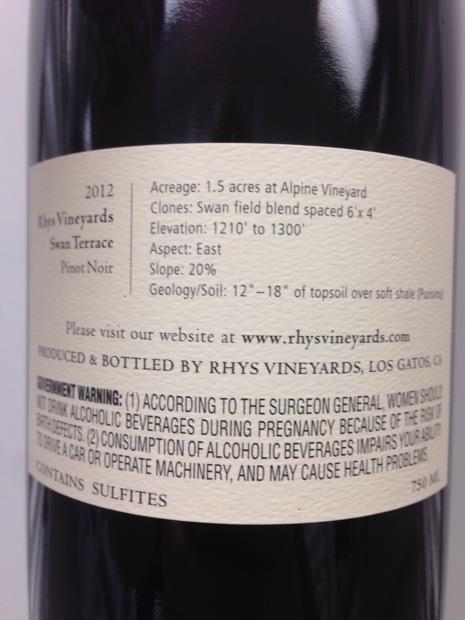 2012
Rhys Vineyards
Swan Terrace
Pinot Noir
Acreage: 1.5 acres at Alpine Vineyard
Clones: Swan field blend spaced 6'x 4'
Elevation: 1210' to 1300'
Aspect: East
Slope: 20%
Geology/Soil: 12"–18" of topsoil over soft shale (Purisima)
Please visit our website at www.rhysvineyards.com
PRODUCED & BOTTLED BY RHYS VINEYARDS, LOS GATOS, CA
GOVERNMENT WARNING: (1) ACCORDING TO THE SURGEON GENERAL, WOMEN SHOULD
NOT DRINK ALCOHOLIC BEVERAGES DURING PREGNANCY BECAUSE OF THE RISK OF
BIRTH DEFECTS. (2) CONSUMPTION OF ALCOHOLIC BEVERAGES IMPAIRS YOUR ABILITY
TO DRIVE A CAR OR OPERATE MACHINERY, AND MAY CAUSE HEALTH PROBLEMS.
CONTAINS SULFITES
750 ML